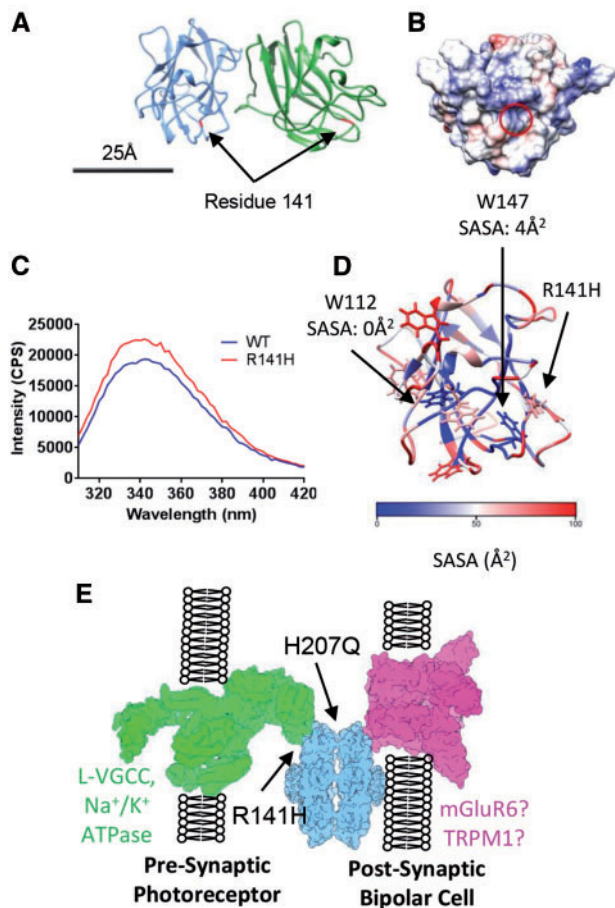 A
B
25Å
Residue 141
W147
SASA: 4Å²
C
D
25000
20000
15000
10000
5000
0
Intensity (CPS)
WT
R141H
320 340 360 380 400 420
Wavelength (nm)
W112
SASA: 0Å²
R141H
0 50 100
SASA (Å²)
E
H207Q
L-VGCC,
Na⁺/K⁺
ATPase
R141H
mGluR6?
TRPM1?
Pre-Synaptic
Photoreceptor
Post-Synaptic
Bipolar Cell